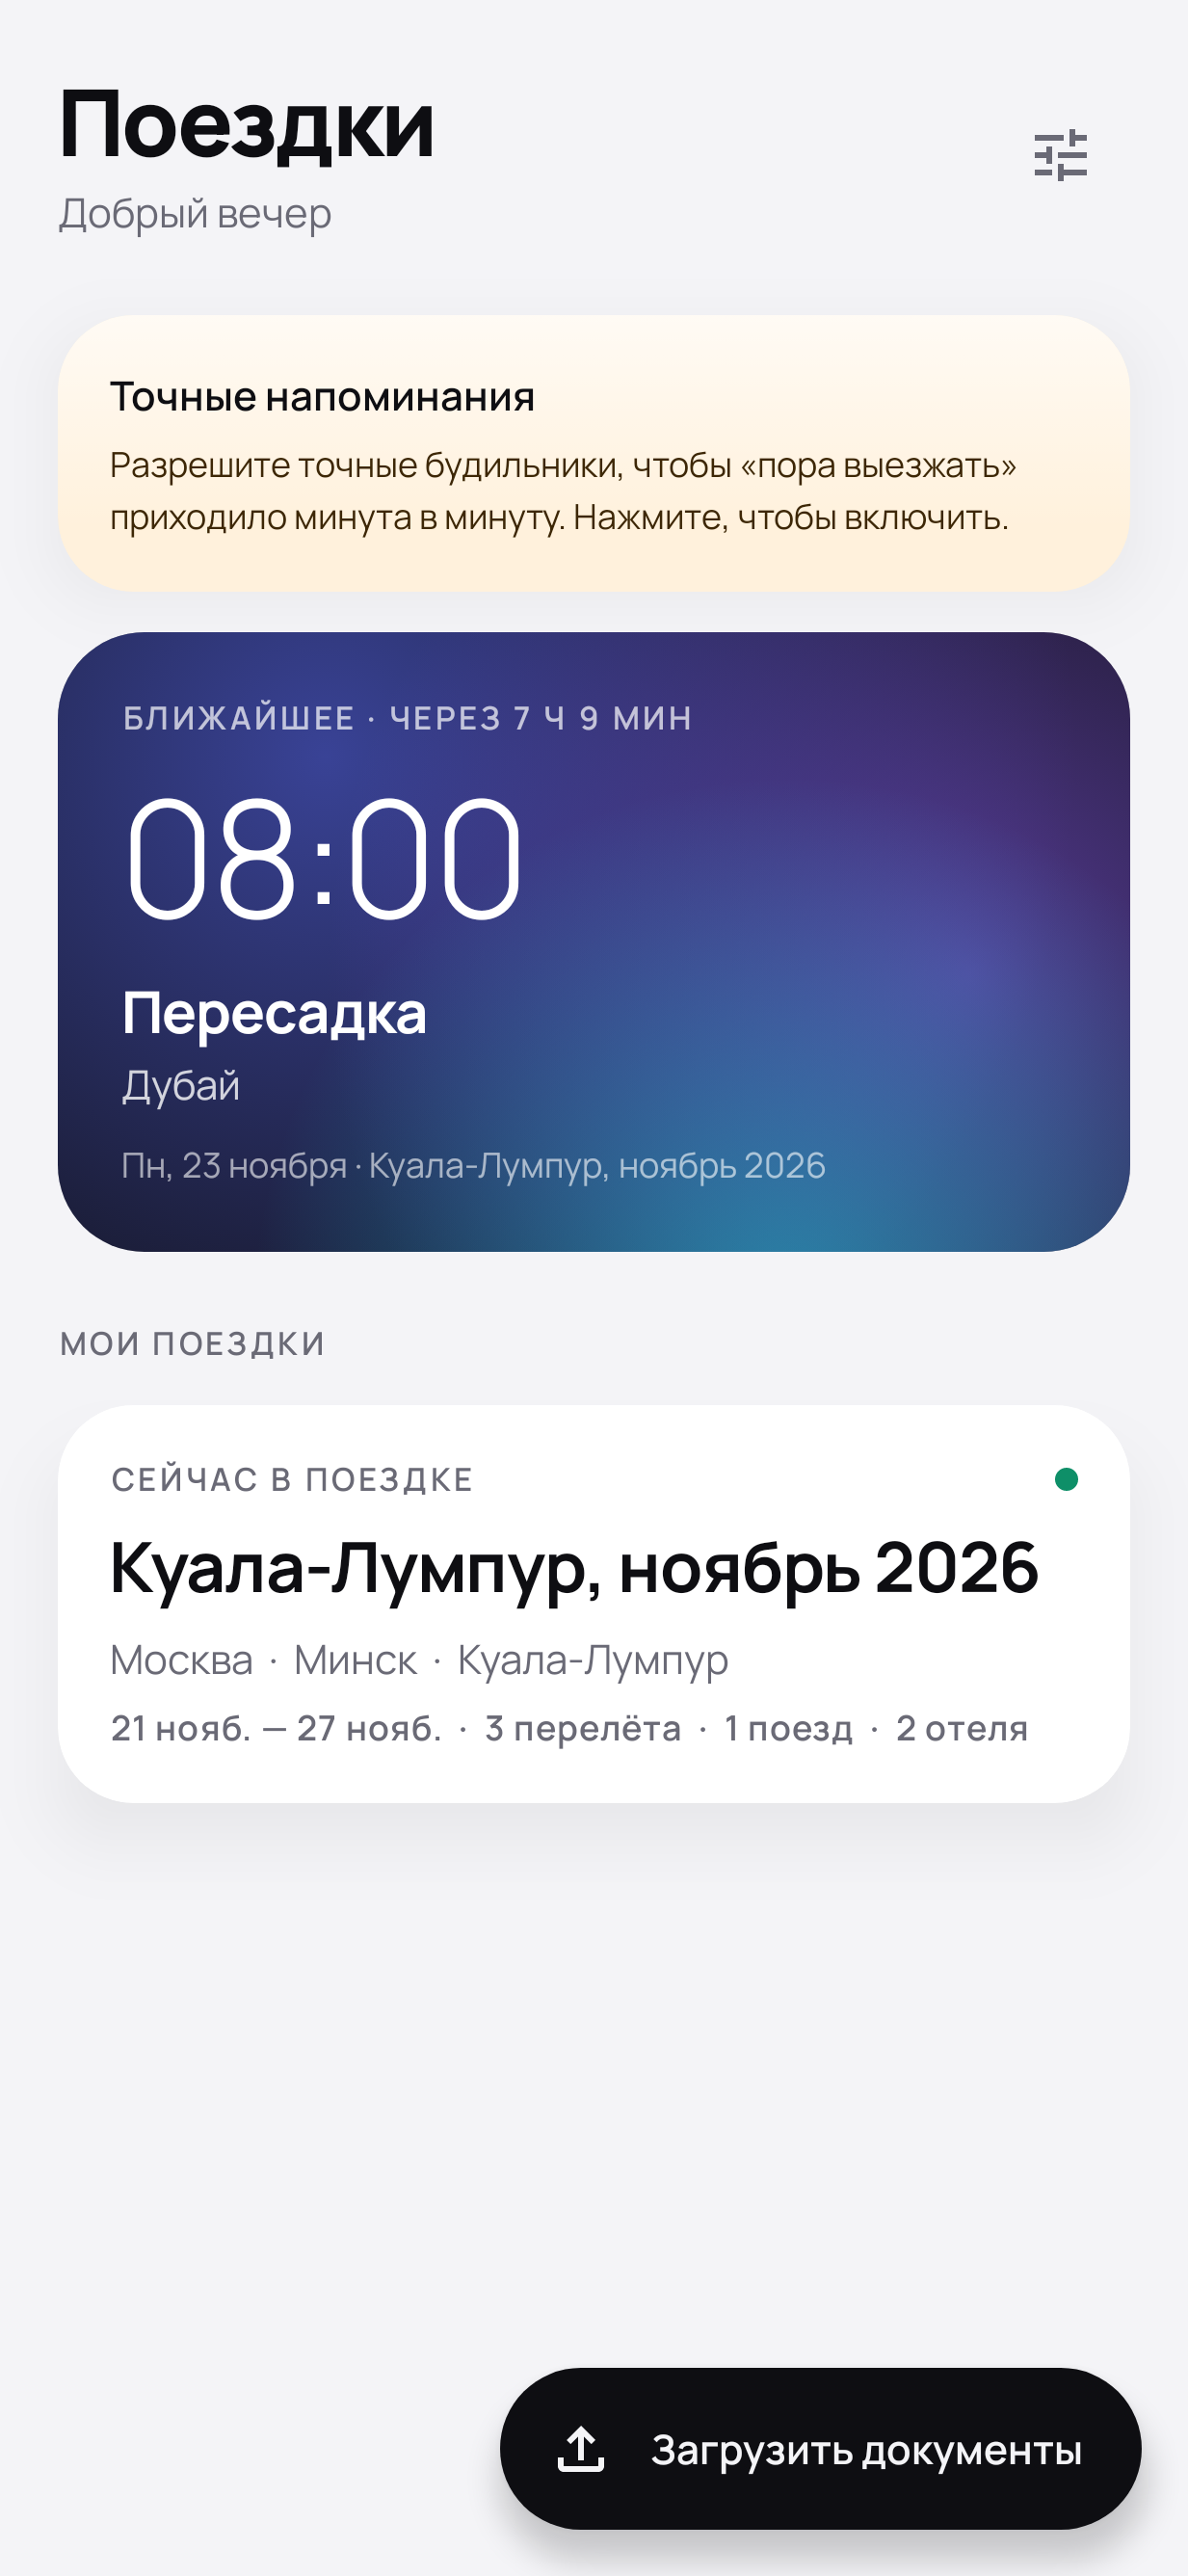 Поездки
Добрый вечер
Точные напоминания
Разрешите точные будильники, чтобы «пора выезжать»
приходило минута в минуту. Нажмите, чтобы включить.
БЛИЖАЙШЕЕ · ЧЕРЕЗ 7 Ч 9 МИН
08:00
Пересадка
Дубай
Пн, 23 ноября · Куала-Лумпур, ноябрь 2026
МОИ ПОЕЗДКИ
СЕЙЧАС В ПОЕЗДКЕ
Куала-Лумпур, ноябрь 2026
Москва · Минск · Куала-Лумпур
21 нояб. — 27 нояб. · 3 перелёта · 1 поезд · 2 отеля
Загрузить документы